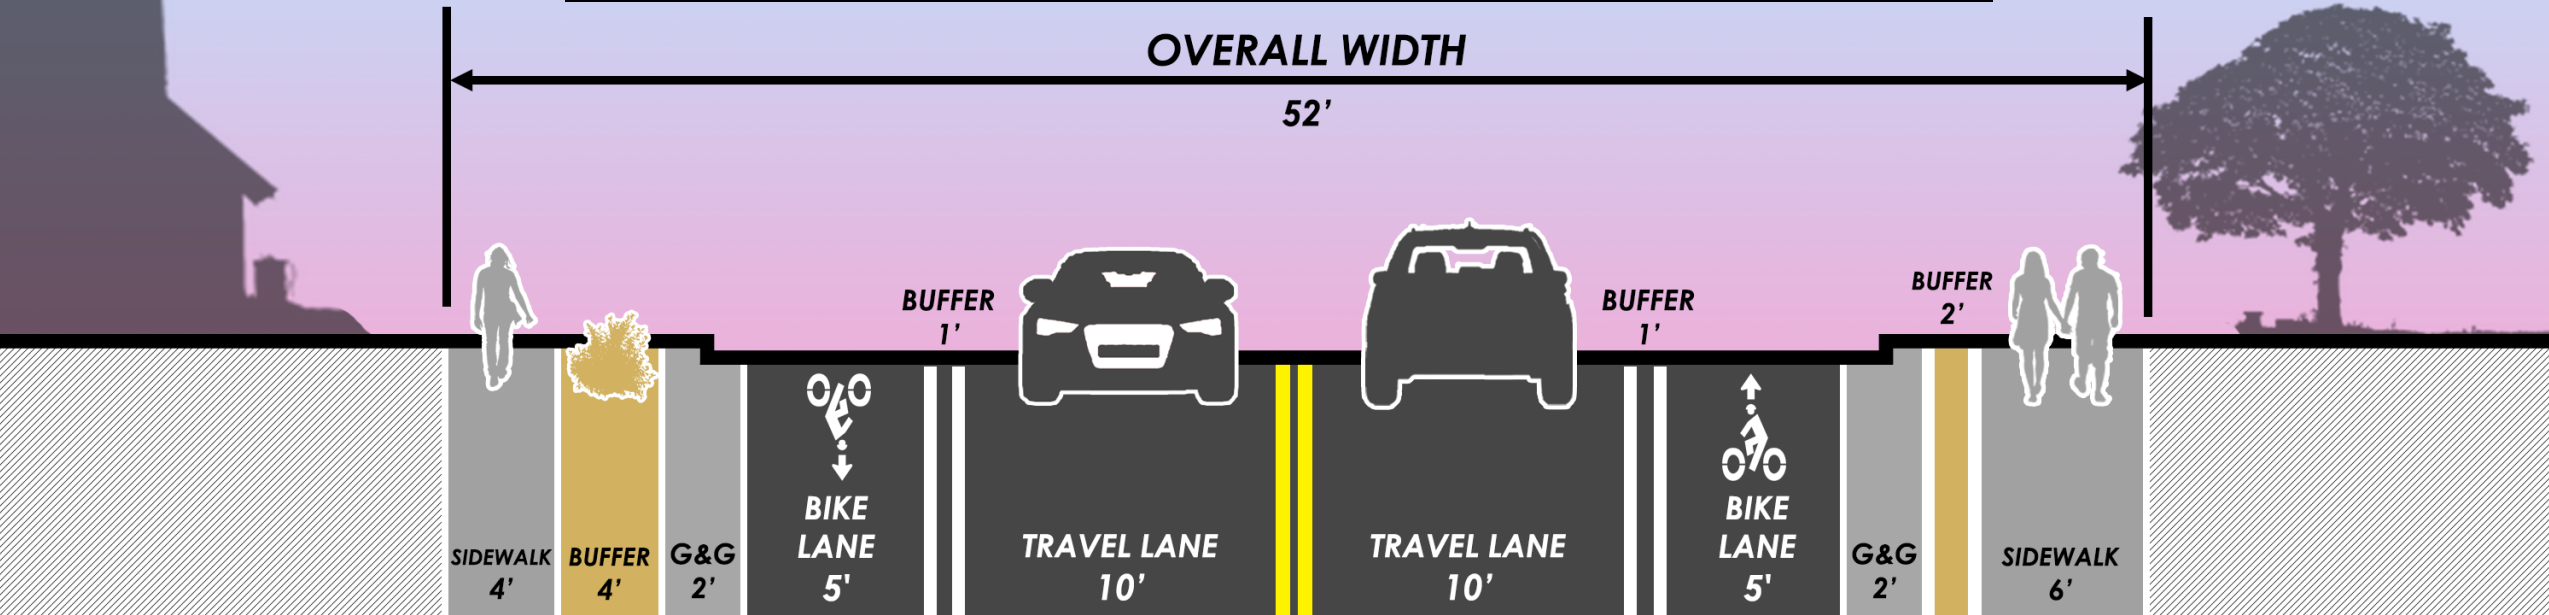 OVERALL WIDTH
52’
BUFFER
1’
BUFFER
1’
BUFFER
2’
SIDEWALK
4’
BUFFER
4’
G&G
2’
BIKE
LANE
5'
TRAVEL LANE
10’
TRAVEL LANE
10’
BIKE
LANE
5'
G&G
2’
SIDEWALK
6’